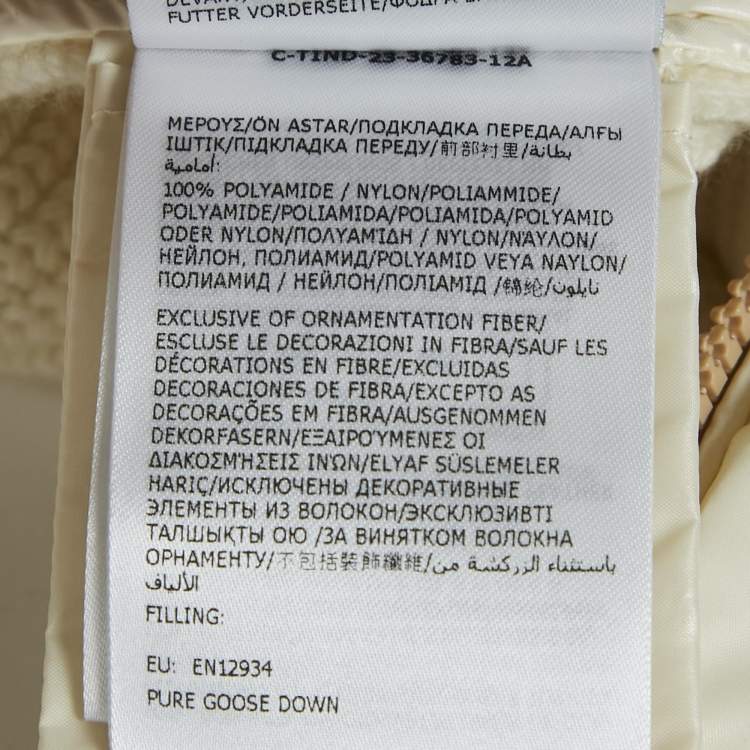 FUTTER VORDERSEITE/ФОДРА
C-TIND-23-36783-12A
ΜΕΡΟΥΣ/ÖN ASTAR/ПОДКЛАДКА ПЕРЕДА/АЛҒЫ
ІШТІК/ПІДКЛАДКА ПЕРЕДУ/前部衬里/بطانة
أمامية:
100% POLYAMIDE / NYLON/POLIAMMIDE/
POLYAMIDE/POLIAMIDA/POLIAMIDA/POLYAMID
ODER NYLON/ΠΟΛΥΑΜΊΔΗ / NYLON/ΝΆΥΛΟΝ/
НЕЙЛОН, ПОЛИАМИД/POLYAMID VEYA NAYLON/
ПОЛИАМИД / НЕЙЛОН/ПОЛІАМІД /锦纶/نايلون
EXCLUSIVE OF ORNAMENTATION FIBER/
ESCLUSE LE DECORAZIONI IN FIBRA/SAUF LES
DÉCORATIONS EN FIBRE/EXCLUIDAS
DECORACIONES DE FIBRA/EXCEPTO AS
DECORAÇÕES EM FIBRA/AUSGENOMMEN
DEKORFASERN/ΕΞΑΙΡΟΎΜΕΝΕΣ ΟΙ
ΔΙΑΚΟΣΜΉΣΕΙΣ ΙΝΏΝ/ELYAF SÜSLEMELER
HARIÇ/ИСКЛЮЧЕНЫ ДЕКОРАТИВНЫЕ
ЭЛЕМЕНТЫ ИЗ ВОЛОКОН/ЭКСКЛЮЗИВТІ
ТАЛШЫҚТЫ ОЮ /ЗА ВИНЯТКОМ ВОЛОКНА
ОРНАМЕНТУ/不包括裝飾纖維/باستثناء الزركشة من
الألياف
FILLING:
EU: EN12934
PURE GOOSE DOWN